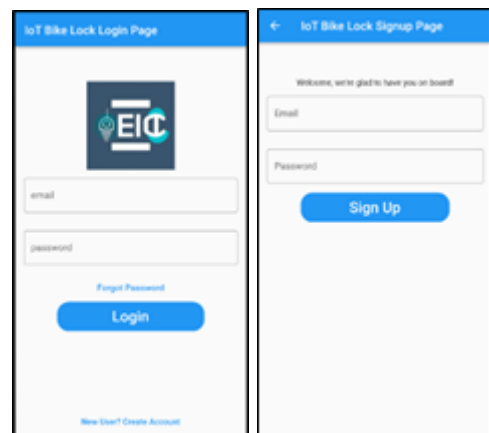 IoT Bike Lock Login Page
EIC
email
password
Forgot Password
Login
New User? Create Account
IoT Bike Lock Signup Page
Welcome, we're glad to have you on board!
Email
Password
Sign Up